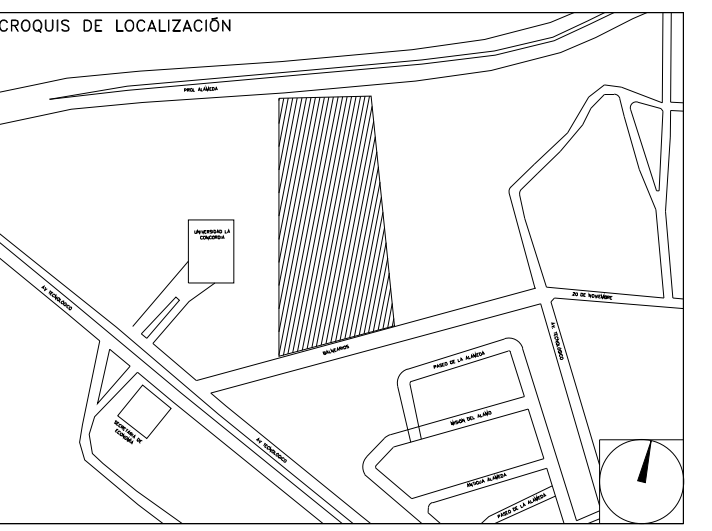 CROQUIS DE LOCALIZACIÓN
PROL ALAMEDA
UNIVERSIDAD LA
CONCORDIA
AV TECNOLOGICO
20 DE NOVIEMBRE
AV. TECNOLOGICO
BALNEARIOS
PASEO DE LA ALAMEDA
MISION DEL ALAMO
SECRETARIA DE
ECONOMIA
AV TECNOLOGICO
ANTIGUA ALAMEDA
PASEO DE LA ALAMEDA